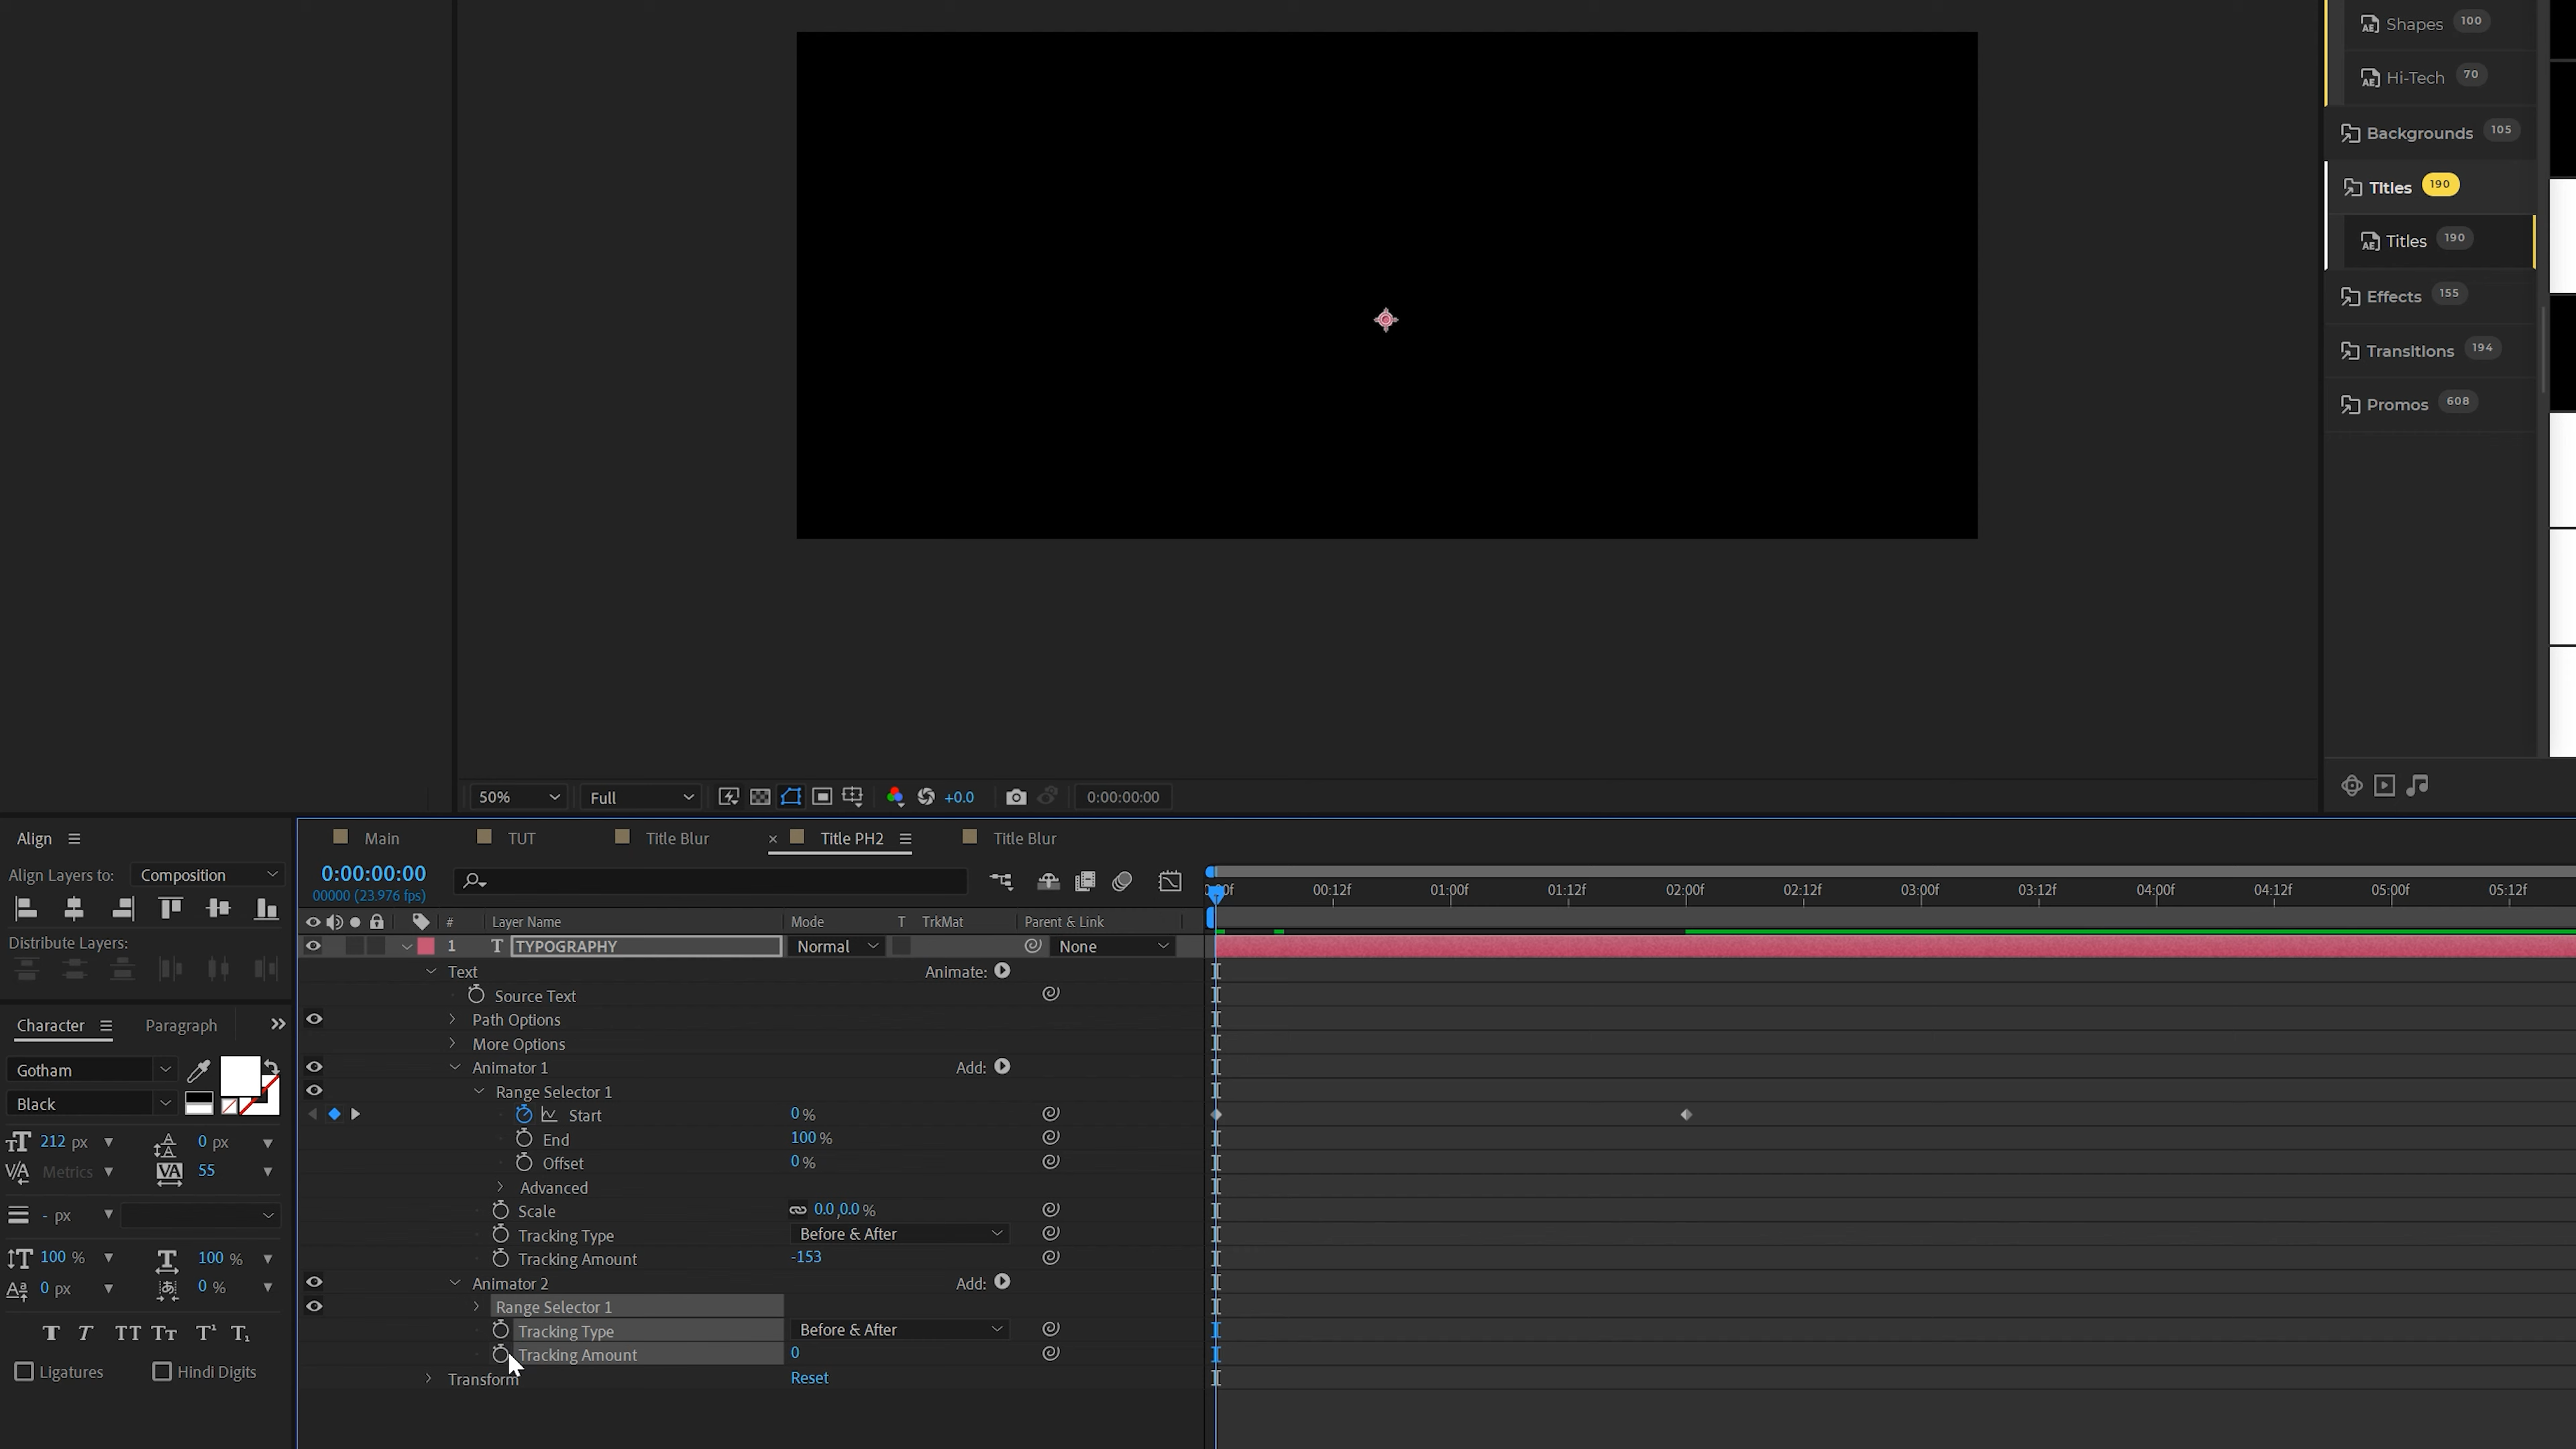 Shapes 100
Hi-Tech 70
Backgrounds 105
Titles 190
Titles 190
Effects 155
Transitions 194
Promos 608
50% Full +0.0 0:00:00:00
Align
Align Layers to: Composition
Distribute Layers:
Character Paragraph
Gotham
Black
212 px 0 px
Metrics 55
- px
100 % 100 %
0 px 0 %
T T TT Tт T¹ T₁
Ligatures Hindi Digits
Main TUT Title Blur × Title PH2 Title Blur
0:00:00:00
00000 (23.976 fps)
00:12f 01:00f 01:12f 02:00f 02:12f 03:00f 03:12f 04:00f 04:12f 05:00f 05:12f
# Layer Name Mode T TrkMat Parent & Link
1 T TYPOGRAPHY Normal None
Text Animate:
Source Text
Path Options
More Options
Animator 1 Add:
Range Selector 1
Start 0 %
End 100 %
Offset 0 %
Advanced
Scale 0.0,0.0 %
Tracking Type Before & After
Tracking Amount -153
Animator 2 Add:
Range Selector 1
Tracking Type Before & After
Tracking Amount 0
Transform Reset